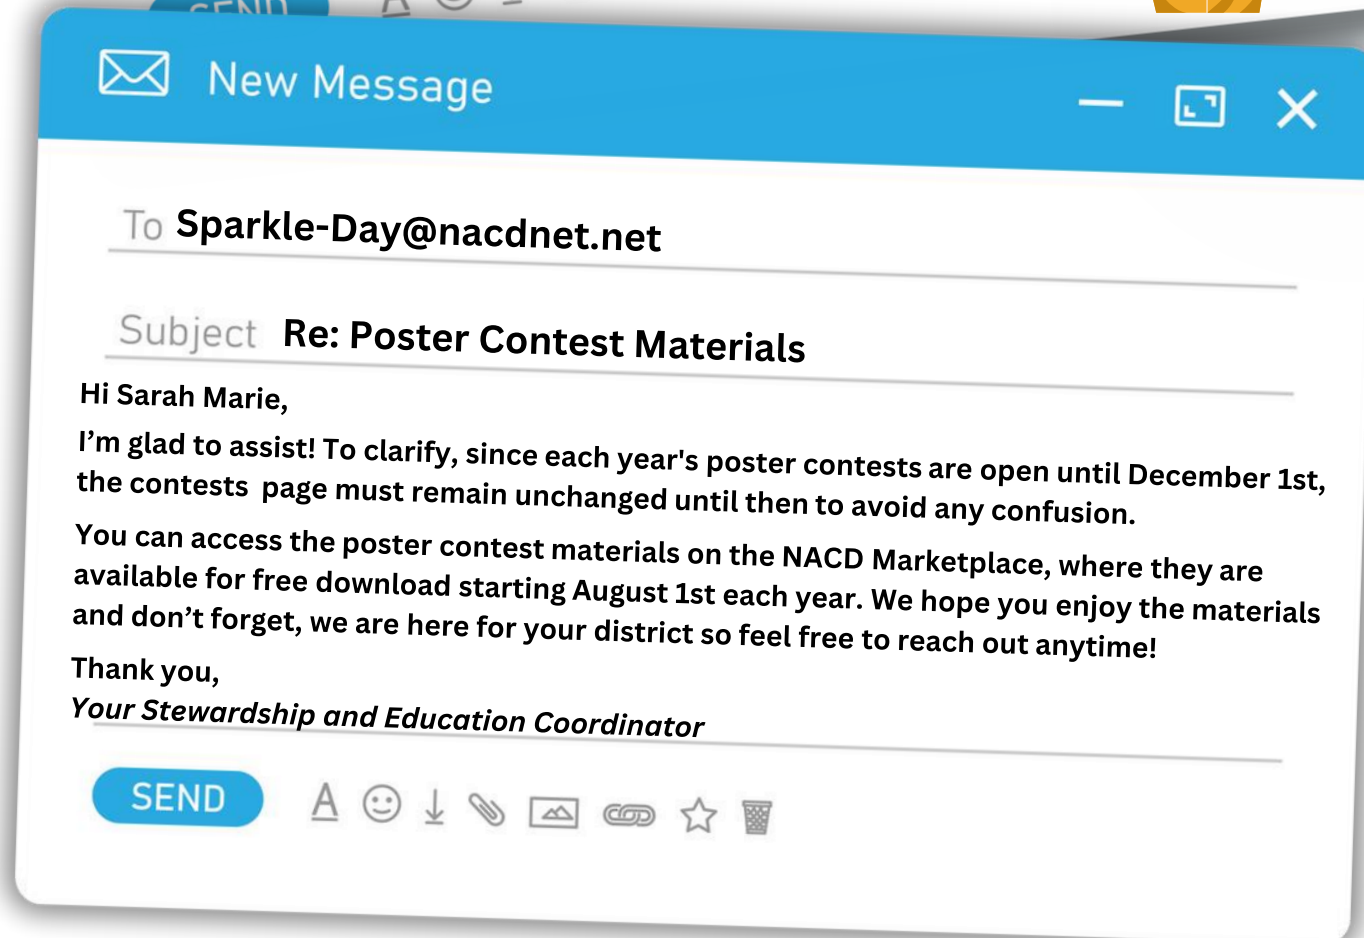 SEND
New Message
To Sparkle-Day@nacdnet.net
Subject Re: Poster Contest Materials
Hi Sarah Marie,
I’m glad to assist! To clarify, since each year's poster contests are open until December 1st,
the contests  page must remain unchanged until then to avoid any confusion.
You can access the poster contest materials on the NACD Marketplace, where they are
available for free download starting August 1st each year. We hope you enjoy the materials
and don’t forget, we are here for your district so feel free to reach out anytime!
Thank you,
Your Stewardship and Education Coordinator
SEND A